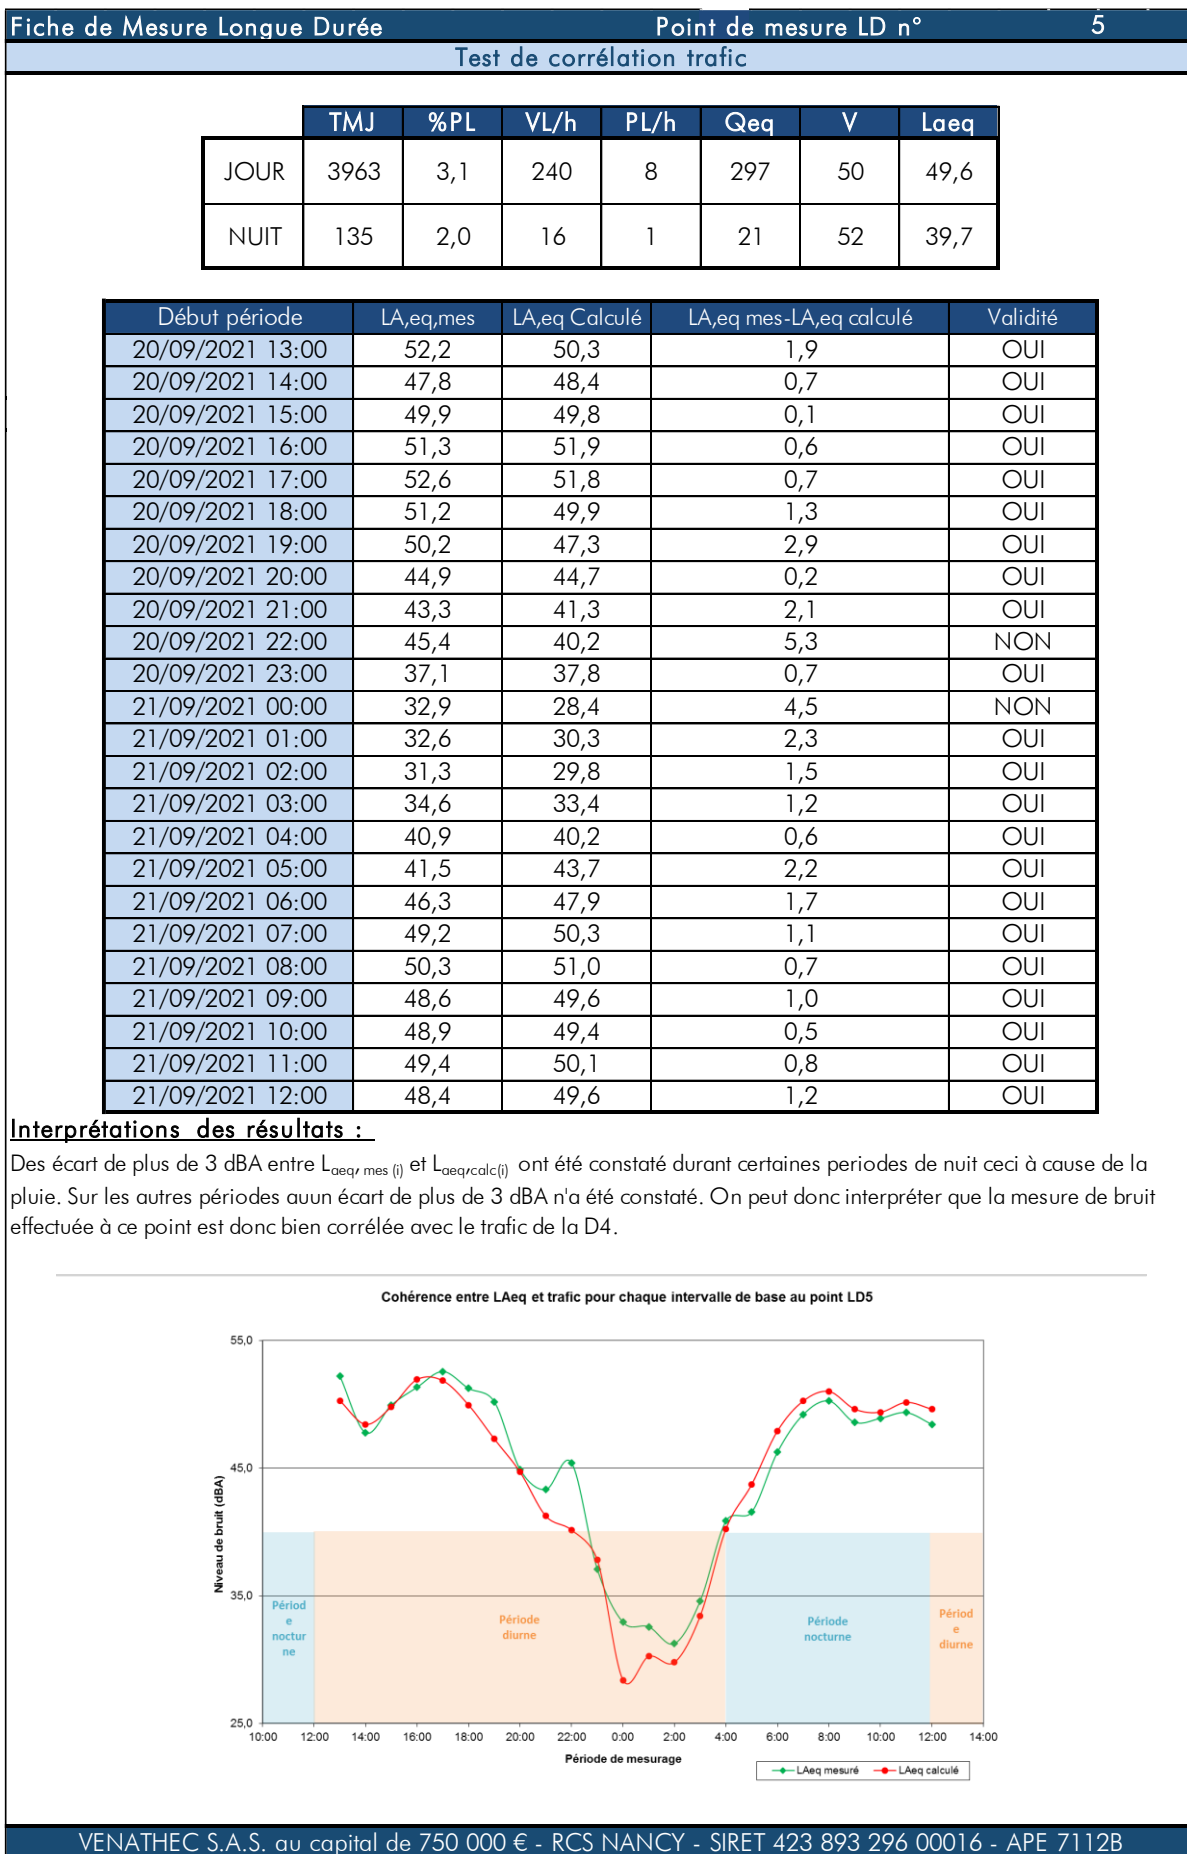 Fiche de Mesure Longue Durée Point de mesure LD n° 5
Test de corrélation trafic
TMJ %PL VL/h PL/h Qeq V Laeq
JOUR 3963 3,1 240 8 297 50 49,6
NUIT 135 2,0 16 1 21 52 39,7
Début période LA,eq,mes LA,eq Calculé LA,eq mes-LA,eq calculé Validité
20/09/2021 13:00 52,2 50,3 1,9 OUI
20/09/2021 14:00 47,8 48,4 0,7 OUI
20/09/2021 15:00 49,9 49,8 0,1 OUI
20/09/2021 16:00 51,3 51,9 0,6 OUI
20/09/2021 17:00 52,6 51,8 0,7 OUI
20/09/2021 18:00 51,2 49,9 1,3 OUI
20/09/2021 19:00 50,2 47,3 2,9 OUI
20/09/2021 20:00 44,9 44,7 0,2 OUI
20/09/2021 21:00 43,3 41,3 2,1 OUI
20/09/2021 22:00 45,4 40,2 5,3 NON
20/09/2021 23:00 37,1 37,8 0,7 OUI
21/09/2021 00:00 32,9 28,4 4,5 NON
21/09/2021 01:00 32,6 30,3 2,3 OUI
21/09/2021 02:00 31,3 29,8 1,5 OUI
21/09/2021 03:00 34,6 33,4 1,2 OUI
21/09/2021 04:00 40,9 40,2 0,6 OUI
21/09/2021 05:00 41,5 43,7 2,2 OUI
21/09/2021 06:00 46,3 47,9 1,7 OUI
21/09/2021 07:00 49,2 50,3 1,1 OUI
21/09/2021 08:00 50,3 51,0 0,7 OUI
21/09/2021 09:00 48,6 49,6 1,0 OUI
21/09/2021 10:00 48,9 49,4 0,5 OUI
21/09/2021 11:00 49,4 50,1 0,8 OUI
21/09/2021 12:00 48,4 49,6 1,2 OUI
Interprétations des résultats :
Des écart de plus de 3 dBA entre Laeq, mes (i) et Laeq,calc(i) ont été constaté durant certaines periodes de nuit ceci à cause de la
pluie. Sur les autres périodes auun écart de plus de 3 dBA n'a été constaté. On peut donc interpréter que la mesure de bruit
effectuée à ce point est donc bien corrélée avec le trafic de la D4.
Cohérence entre LAeq et trafic pour chaque intervalle de base au point LD5
55,0
45,0
35,0
25,0
Niveau de bruit (dBA)
Périod
e
noctur
ne
Période
diurne
Période
nocturne
Périod
e
diurne
10:00 12:00 14:00 16:00 18:00 20:00 22:00 0:00 2:00 4:00 6:00 8:00 10:00 12:00 14:00
Période de mesurage
LAeq mesuré LAeq calculé
VENATHEC S.A.S. au capital de 750 000 € - RCS NANCY - SIRET 423 893 296 00016 - APE 7112B